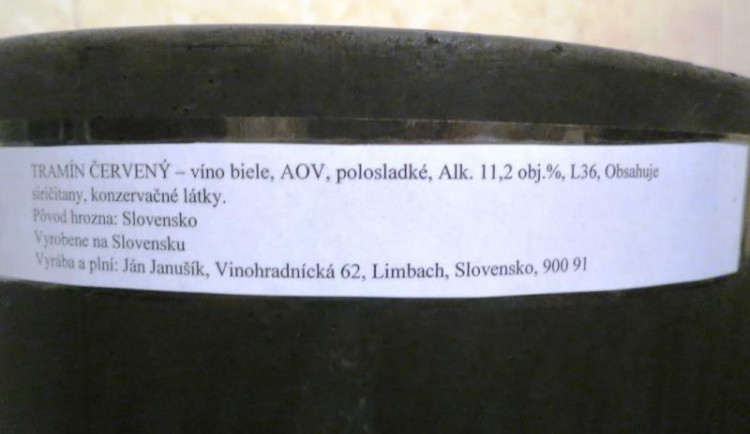 TRAMÍN ČERVENÝ – víno biele, AOV, polosladké, Alk. 11,2 obj.%, L36, Obsahuje
siričitany, konzervačné látky.
Pôvod hrozna: Slovensko
Vyrobene na Slovensku
Vyrába a plní: Ján Janušík, Vinohradnícká 62, Limbach, Slovensko, 900 91